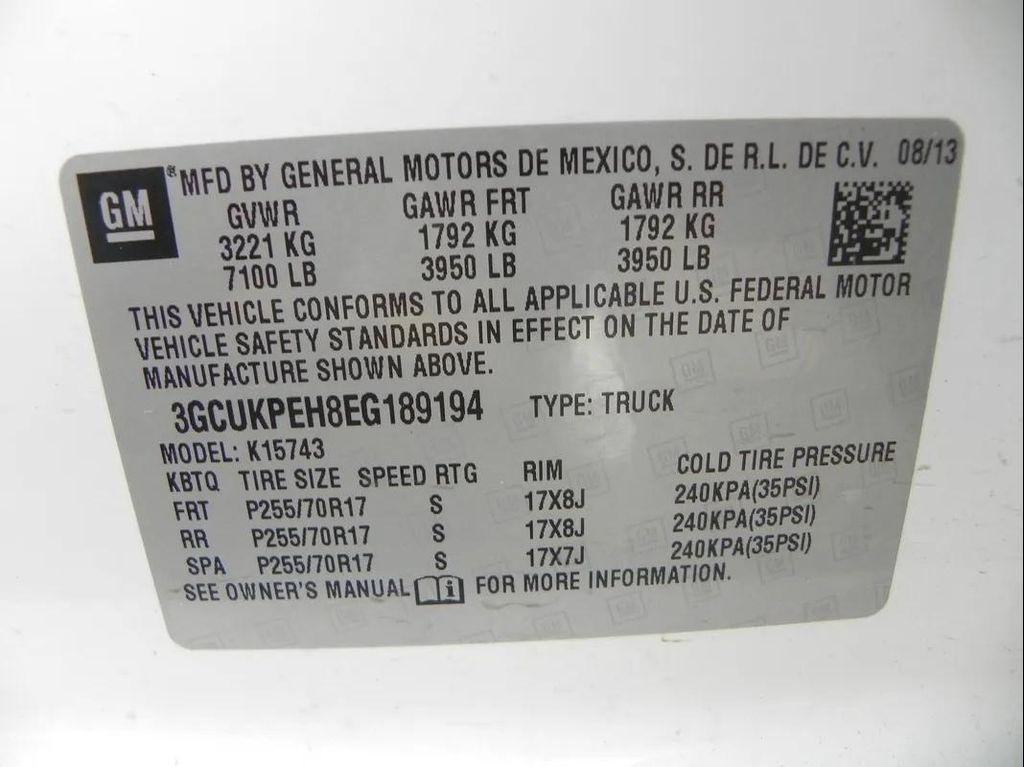 GM ® MFD BY GENERAL MOTORS DE MEXICO, S. DE R.L. DE C.V. 08/13
GVWR GAWR FRT GAWR RR
3221 KG 1792 KG 1792 KG
7100 LB 3950 LB 3950 LB
THIS VEHICLE CONFORMS TO ALL APPLICABLE U.S. FEDERAL MOTOR
VEHICLE SAFETY STANDARDS IN EFFECT ON THE DATE OF
MANUFACTURE SHOWN ABOVE.
3GCUKPEH8EG189194 TYPE: TRUCK
MODEL: K15743
KBTQ TIRE SIZE SPEED RTG RIM COLD TIRE PRESSURE
FRT P255/70R17 S 17X8J 240KPA(35PSI)
RR P255/70R17 S 17X8J 240KPA(35PSI)
SPA P255/70R17 S 17X7J 240KPA(35PSI)
SEE OWNER'S MANUAL i FOR MORE INFORMATION.